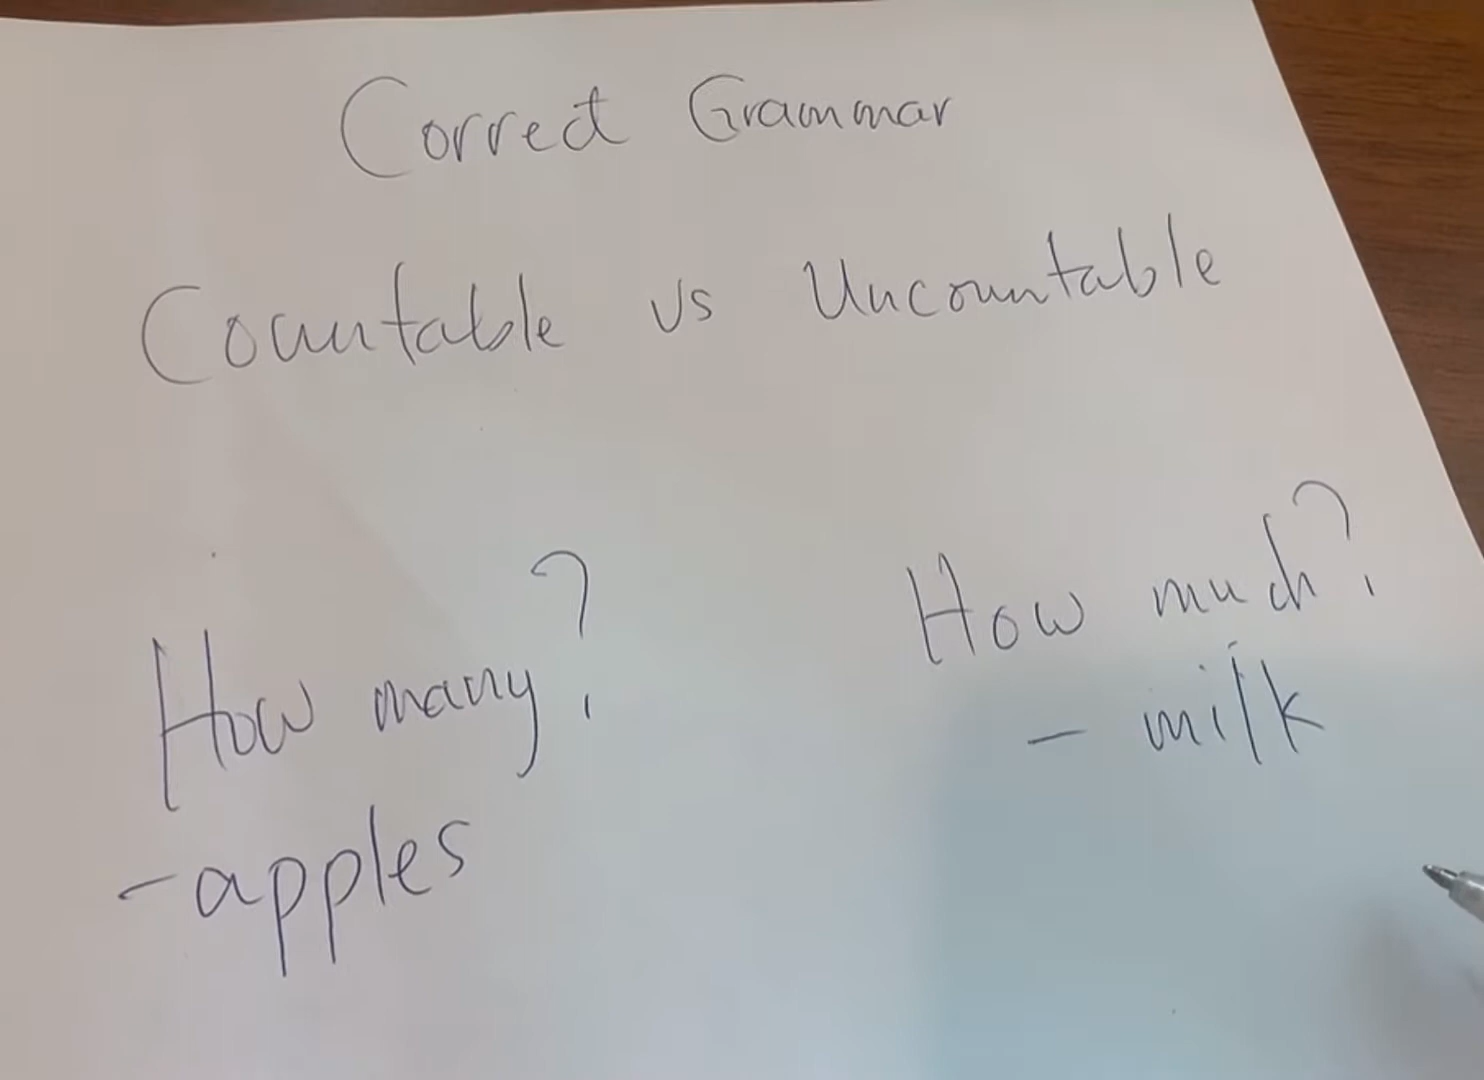 Correct Grammar
Countable vs Uncountable
How many?
- apples
How much?
- milk